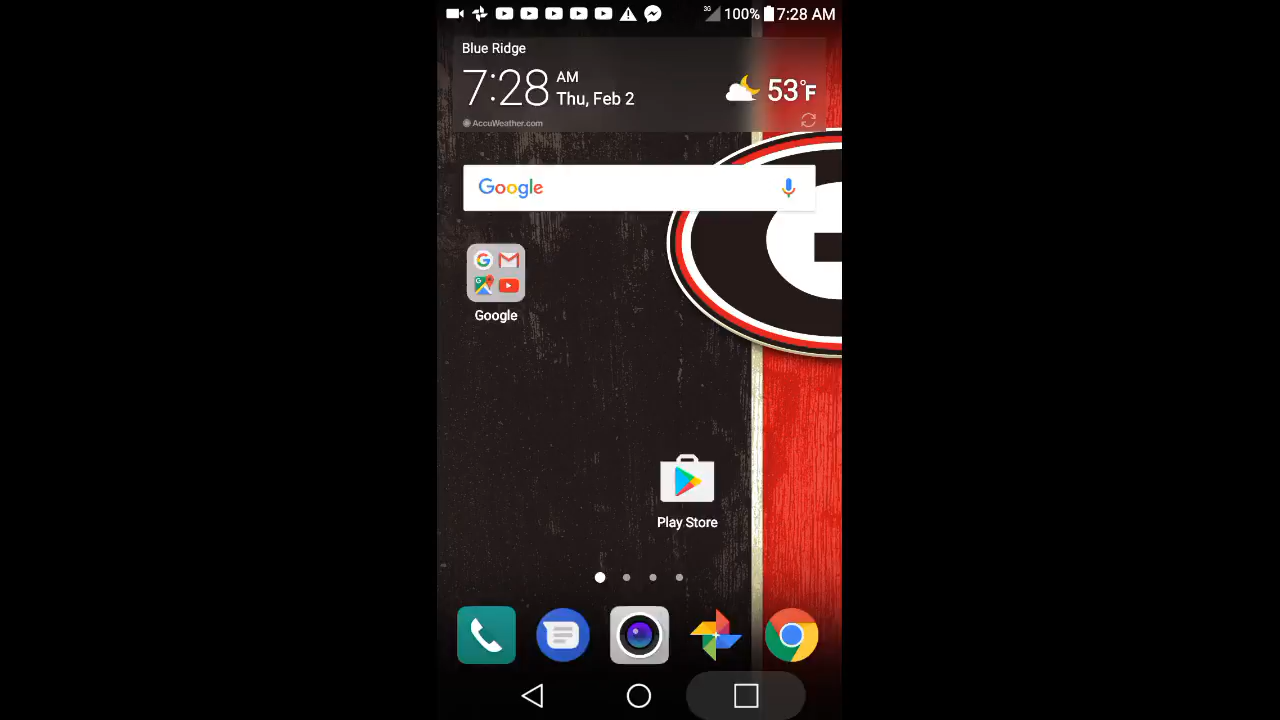 3G 100% 7:28 AM
Blue Ridge
7:28 AM
Thu, Feb 2
53°F
AccuWeather.com
Google
G
Google
Play Store